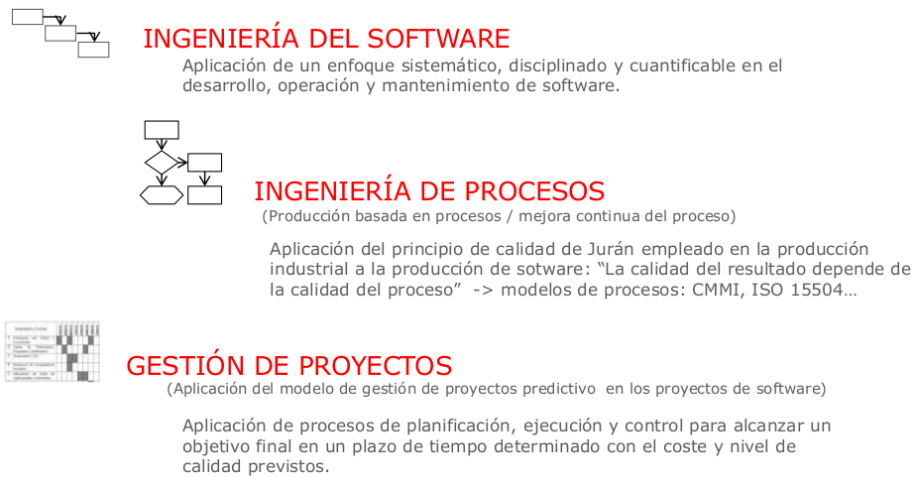 INGENIERÍA DEL SOFTWARE
Aplicación de un enfoque sistemático, disciplinado y cuantificable en el
desarrollo, operación y mantenimiento de software.
INGENIERÍA DE PROCESOS
(Producción basada en procesos / mejora continua del proceso)
Aplicación del principio de calidad de Jurán empleado en la producción
industrial a la producción de sotware: “La calidad del resultado depende de
la calidad del proceso”  -> modelos de procesos: CMMI, ISO 15504…
GESTIÓN DE PROYECTOS
(Aplicación del modelo de gestión de proyectos predictivo  en los proyectos de software)
Aplicación de procesos de planificación, ejecución y control para alcanzar un
objetivo final en un plazo de tiempo determinado con el coste y nivel de
calidad previstos.